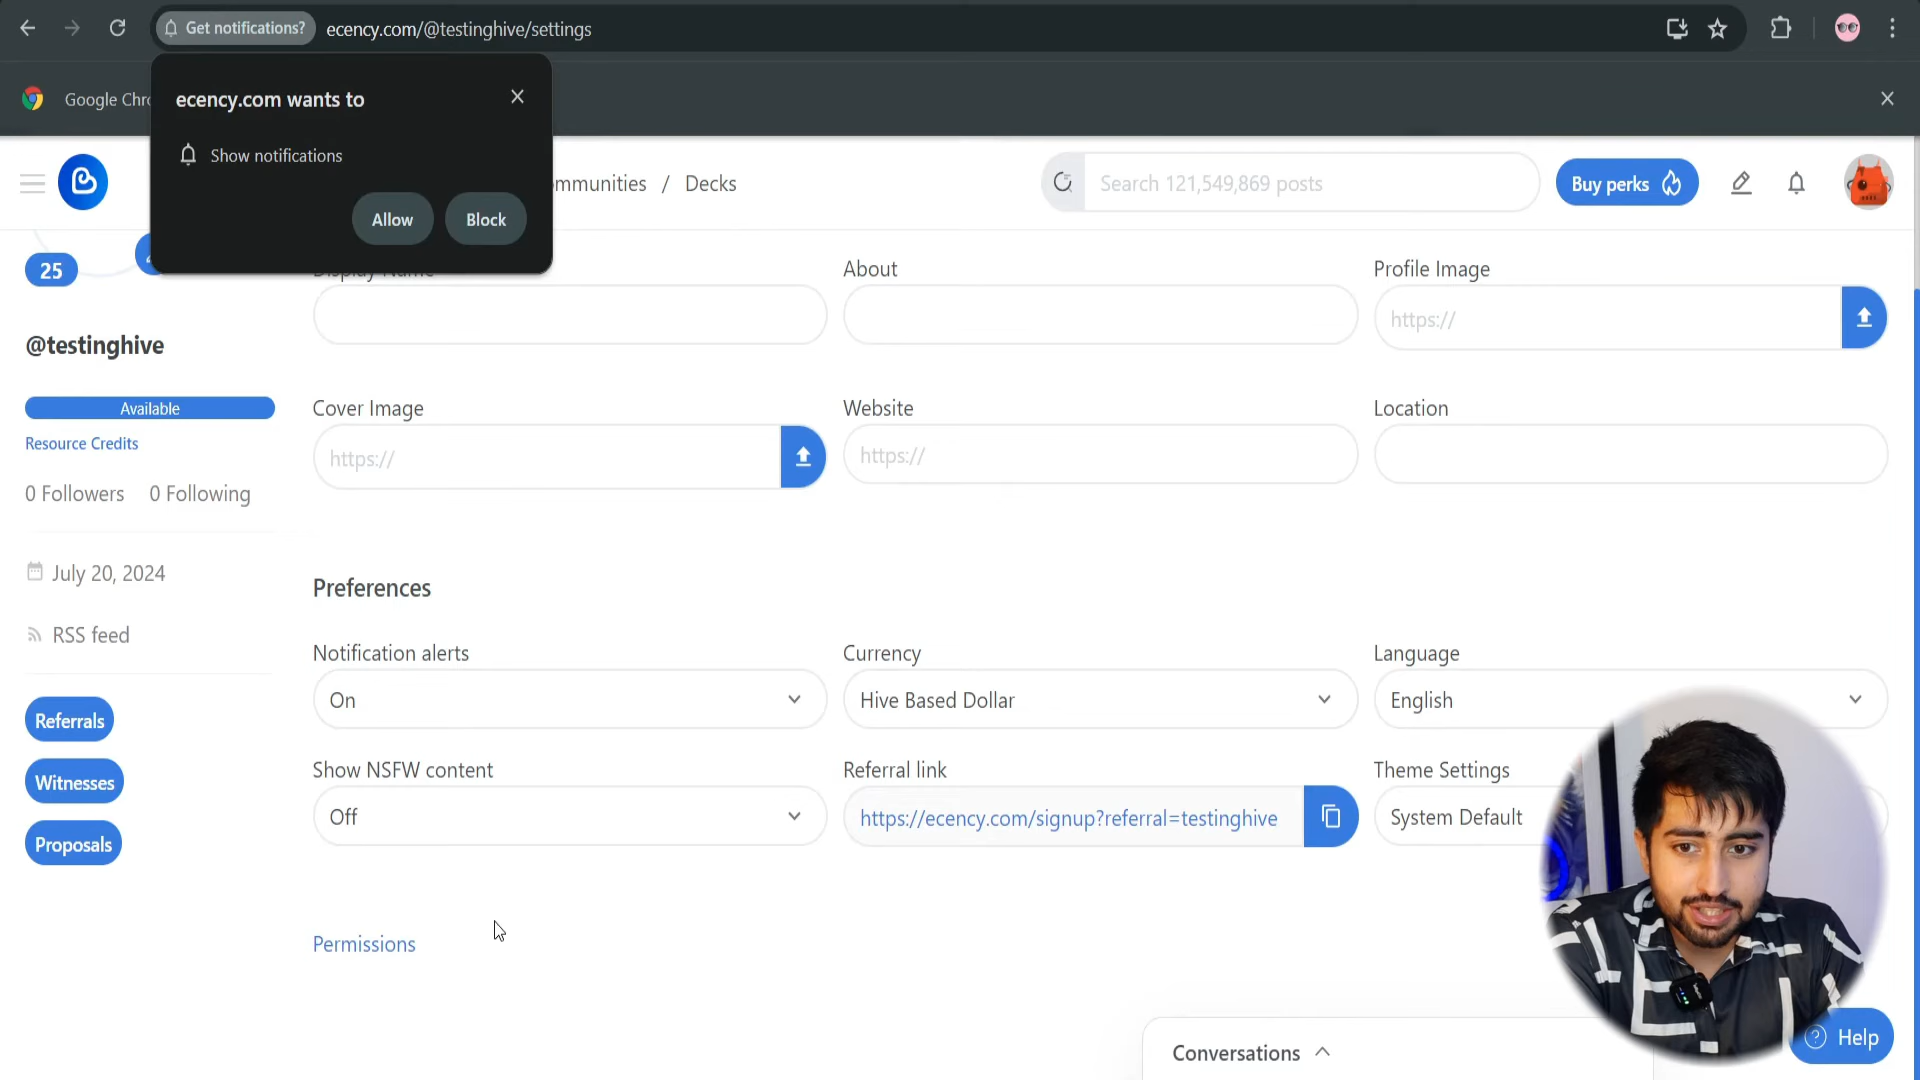 Get notifications?
ecency.com/@testinghive/settings
Google Chr
ecency.com wants to
Show notifications
Allow
Block
mmunities / Decks
Search 121,549,869 posts
Buy perks
25
Display Name
About
Profile Image
https://
@testinghive
Available
Resource Credits
0 Followers 0 Following
Cover Image
Website
Location
https://
https://
July 20, 2024
RSS feed
Preferences
Notification alerts
Currency
Language
On
Hive Based Dollar
English
Referrals
Witnesses
Proposals
Show NSFW content
Referral link
Theme Settings
Off
https://ecency.com/signup?referral=testinghive
System Default
Permissions
Conversations
Help